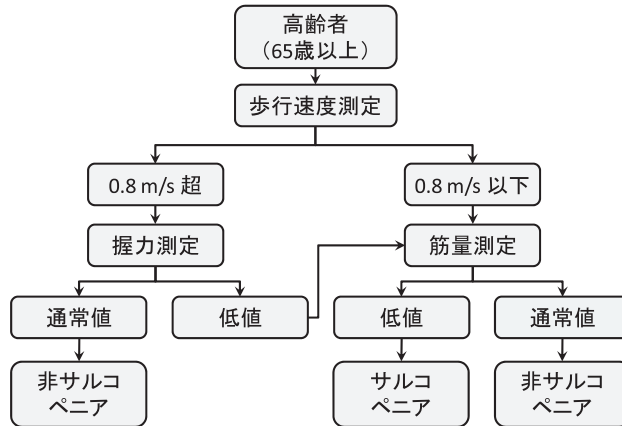 高齢者
（65歳以上）
歩行速度測定
0.8 m/s 超
0.8 m/s 以下
握力測定
筋量測定
通常値
低値
低値
通常値
非サルコ
ペニア
サルコ
ペニア
非サルコ
ペニア